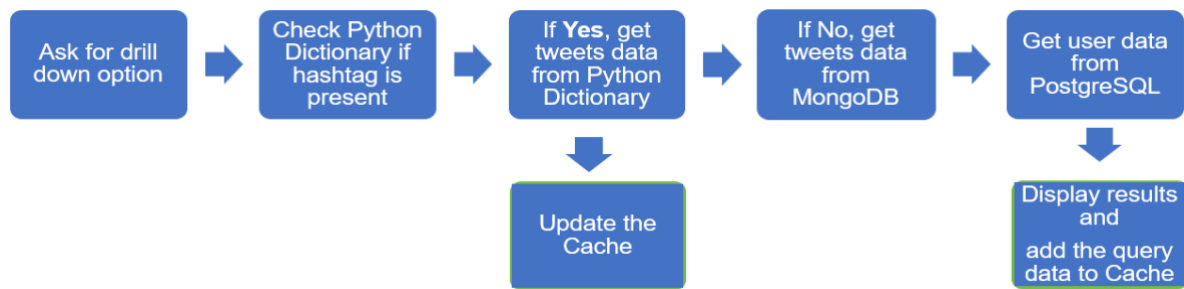 Ask for drill
down option
Check Python
Dictionary if
hashtag is
present
If Yes, get
tweets data
from Python
Dictionary
If No, get
tweets data
from
MongoDB
Get user data
from
PostgreSQL
Update the
Cache
Display results
and
add the query
data to Cache